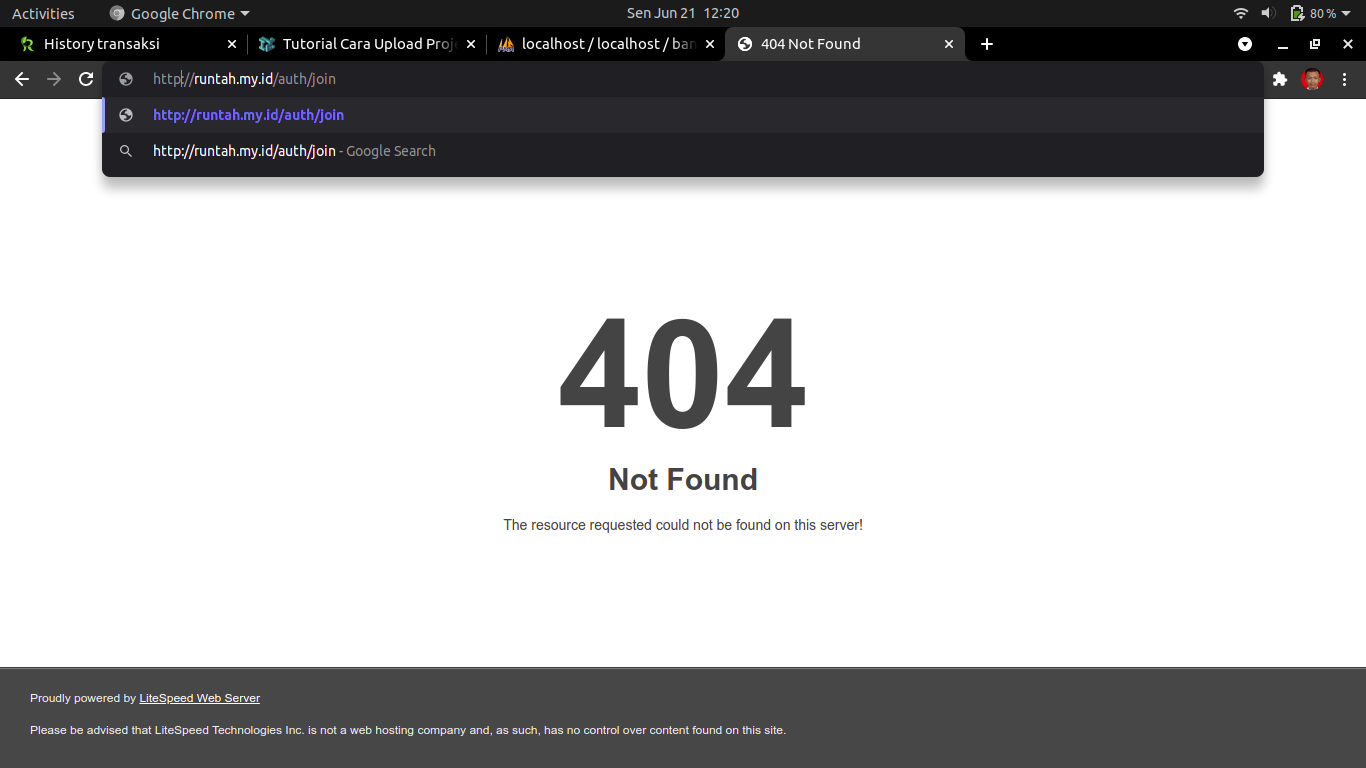 Activities
Google Chrome
Sen Jun 21 12:20
80 %
History transaksi
Tutorial Cara Upload Proj
localhost / localhost / ban
404 Not Found
http://runtah.my.id/auth/join
http://runtah.my.id/auth/join
http://runtah.my.id/auth/join - Google Search
404
Not Found
The resource requested could not be found on this server!
Proudly powered by LiteSpeed Web Server
Please be advised that LiteSpeed Technologies Inc. is not a web hosting company and, as such, has no control over content found on this site.